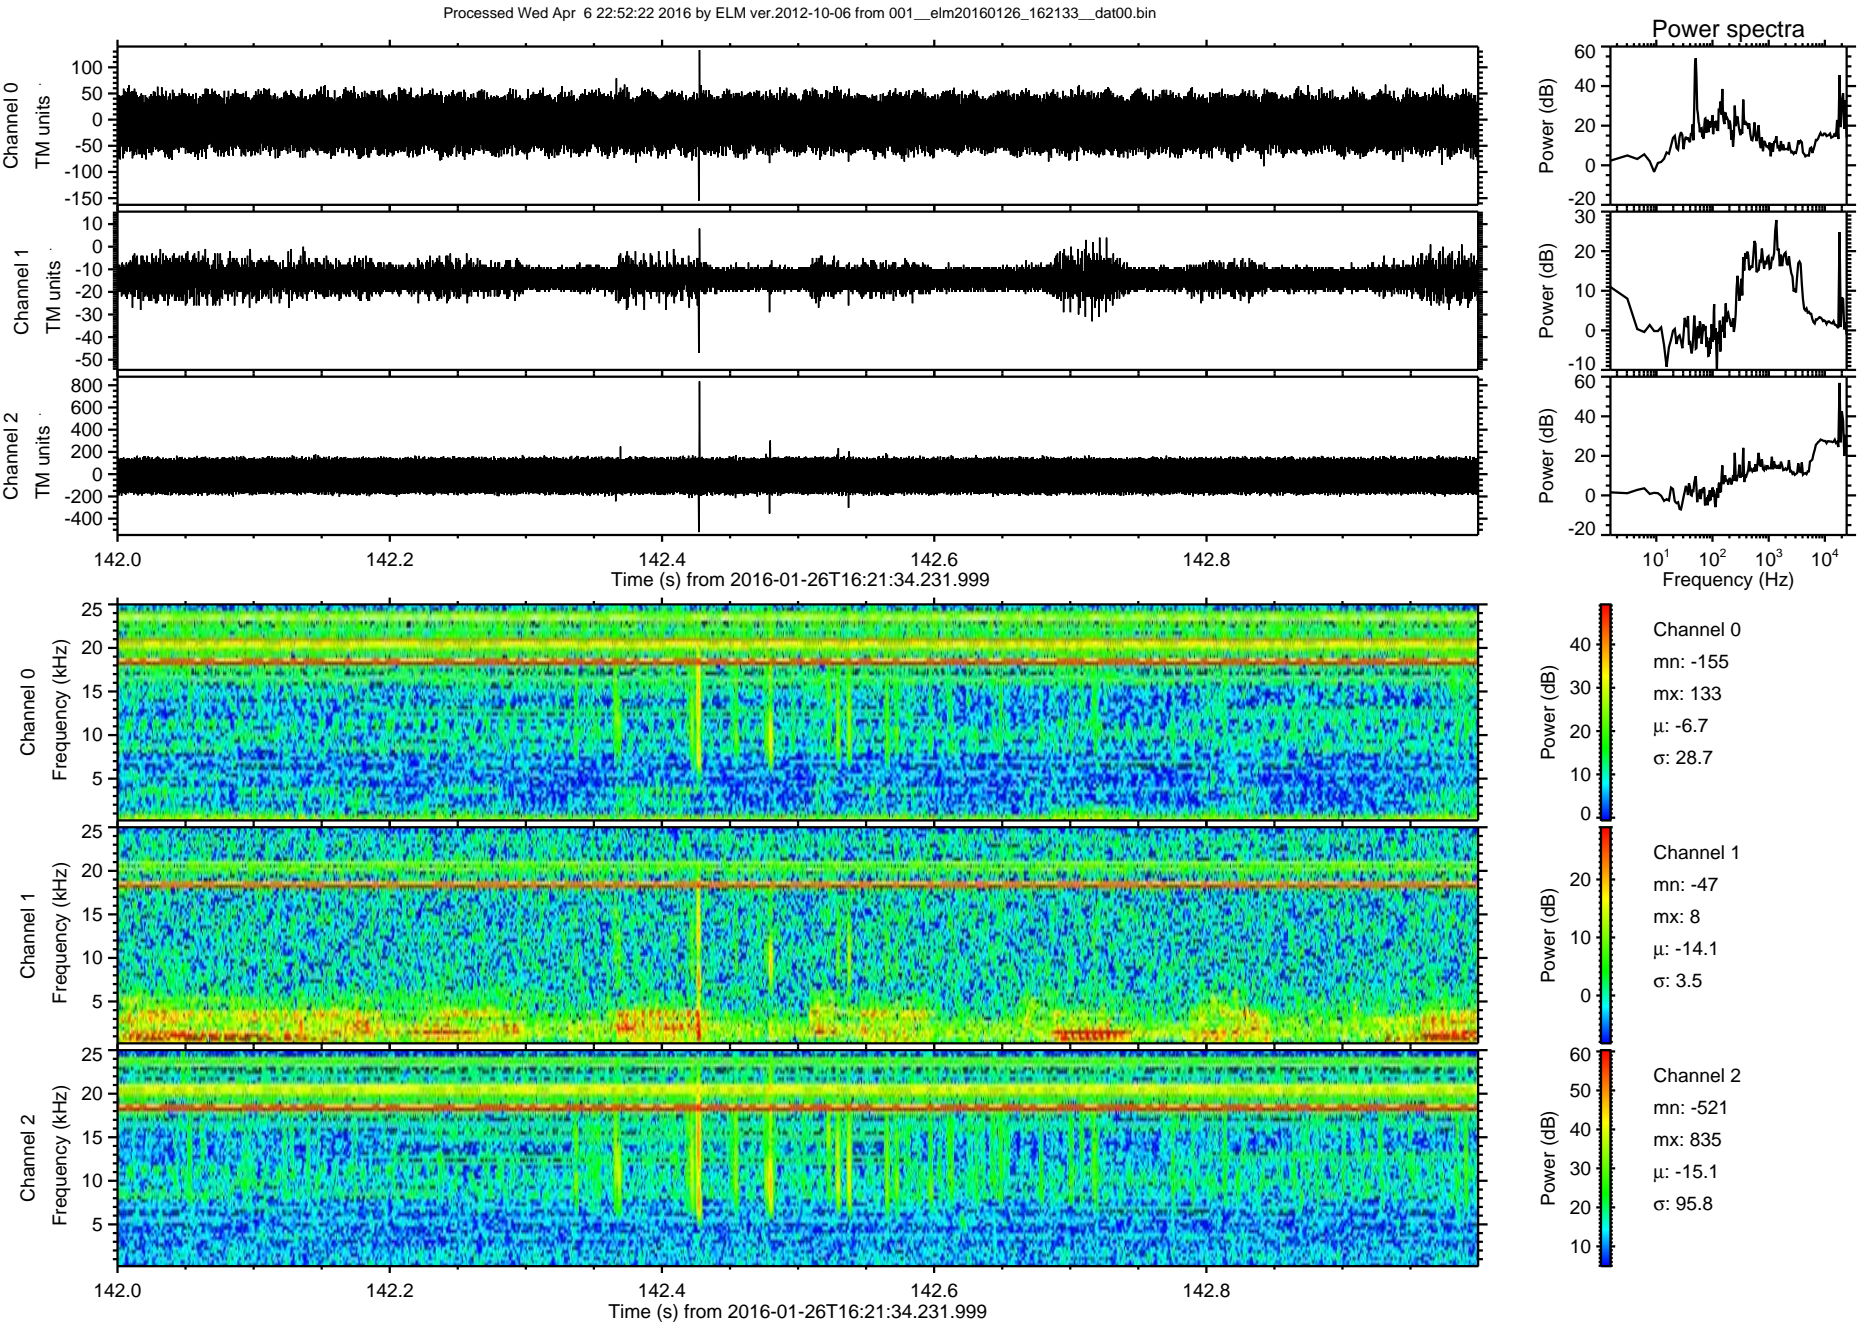 Processed Wed Apr  6 22:52:22 2016 by ELM ver.2012-10-06 from 001__elm20160126_162133__dat00.bin
Power spectra
Channel 0
TM units
100
50
0
-50
-100
-150
Power (dB)
60
40
20
0
-20
Channel 1
TM units
10
0
-10
-20
-30
-40
-50
Power (dB)
30
20
10
0
-10
Channel 2
TM units
800
600
400
200
0
-200
-400
Power (dB)
60
40
20
0
-20
142.0 142.2 142.4 142.6 142.8
Time (s) from 2016-01-26T16:21:34.231.999
10¹ 10² 10³ 10⁴
Frequency (Hz)
Channel 0
Frequency (kHz)
25
20
15
10
5
Power (dB)
40
30
20
10
0
Channel 0
mn: -155
mx: 133
μ: -6.7
σ: 28.7
Channel 1
Frequency (kHz)
25
20
15
10
5
Power (dB)
20
10
0
Channel 1
mn: -47
mx: 8
μ: -14.1
σ: 3.5
Channel 2
Frequency (kHz)
25
20
15
10
5
Power (dB)
60
50
40
30
20
10
Channel 2
mn: -521
mx: 835
μ: -15.1
σ: 95.8
142.0 142.2 142.4 142.6 142.8
Time (s) from 2016-01-26T16:21:34.231.999